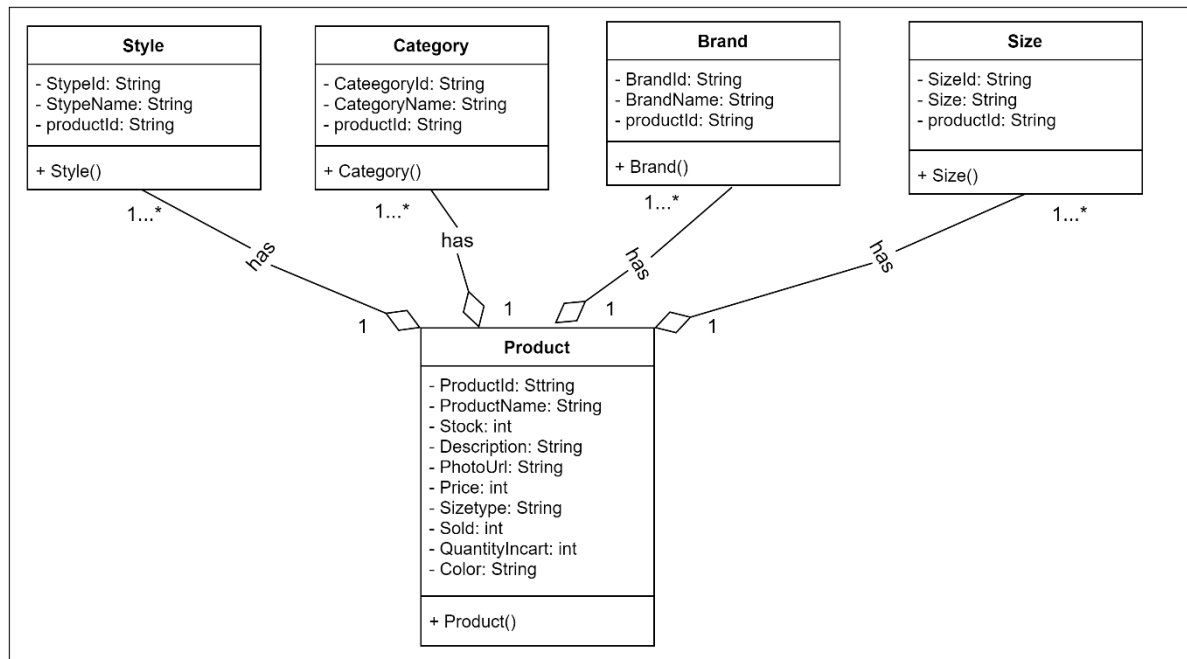 Style
- StypeId: String
- StypeName: String
- productId: String
+ Style()
Category
- CateegoryId: String
- CategoryName: String
- productId: String
+ Category()
Brand
- BrandId: String
- BrandName: String
- productId: String
+ Brand()
Size
- SizeId: String
- Size: String
- productId: String
+ Size()
1...*
1...*
1...*
1...*
has
has
has
has
1
1
1
1
Product
- ProductId: Sttring
- ProductName: String
- Stock: int
- Description: String
- PhotoUrl: String
- Price: int
- Sizetype: String
- Sold: int
- QuantityIncart: int
- Color: String
+ Product()